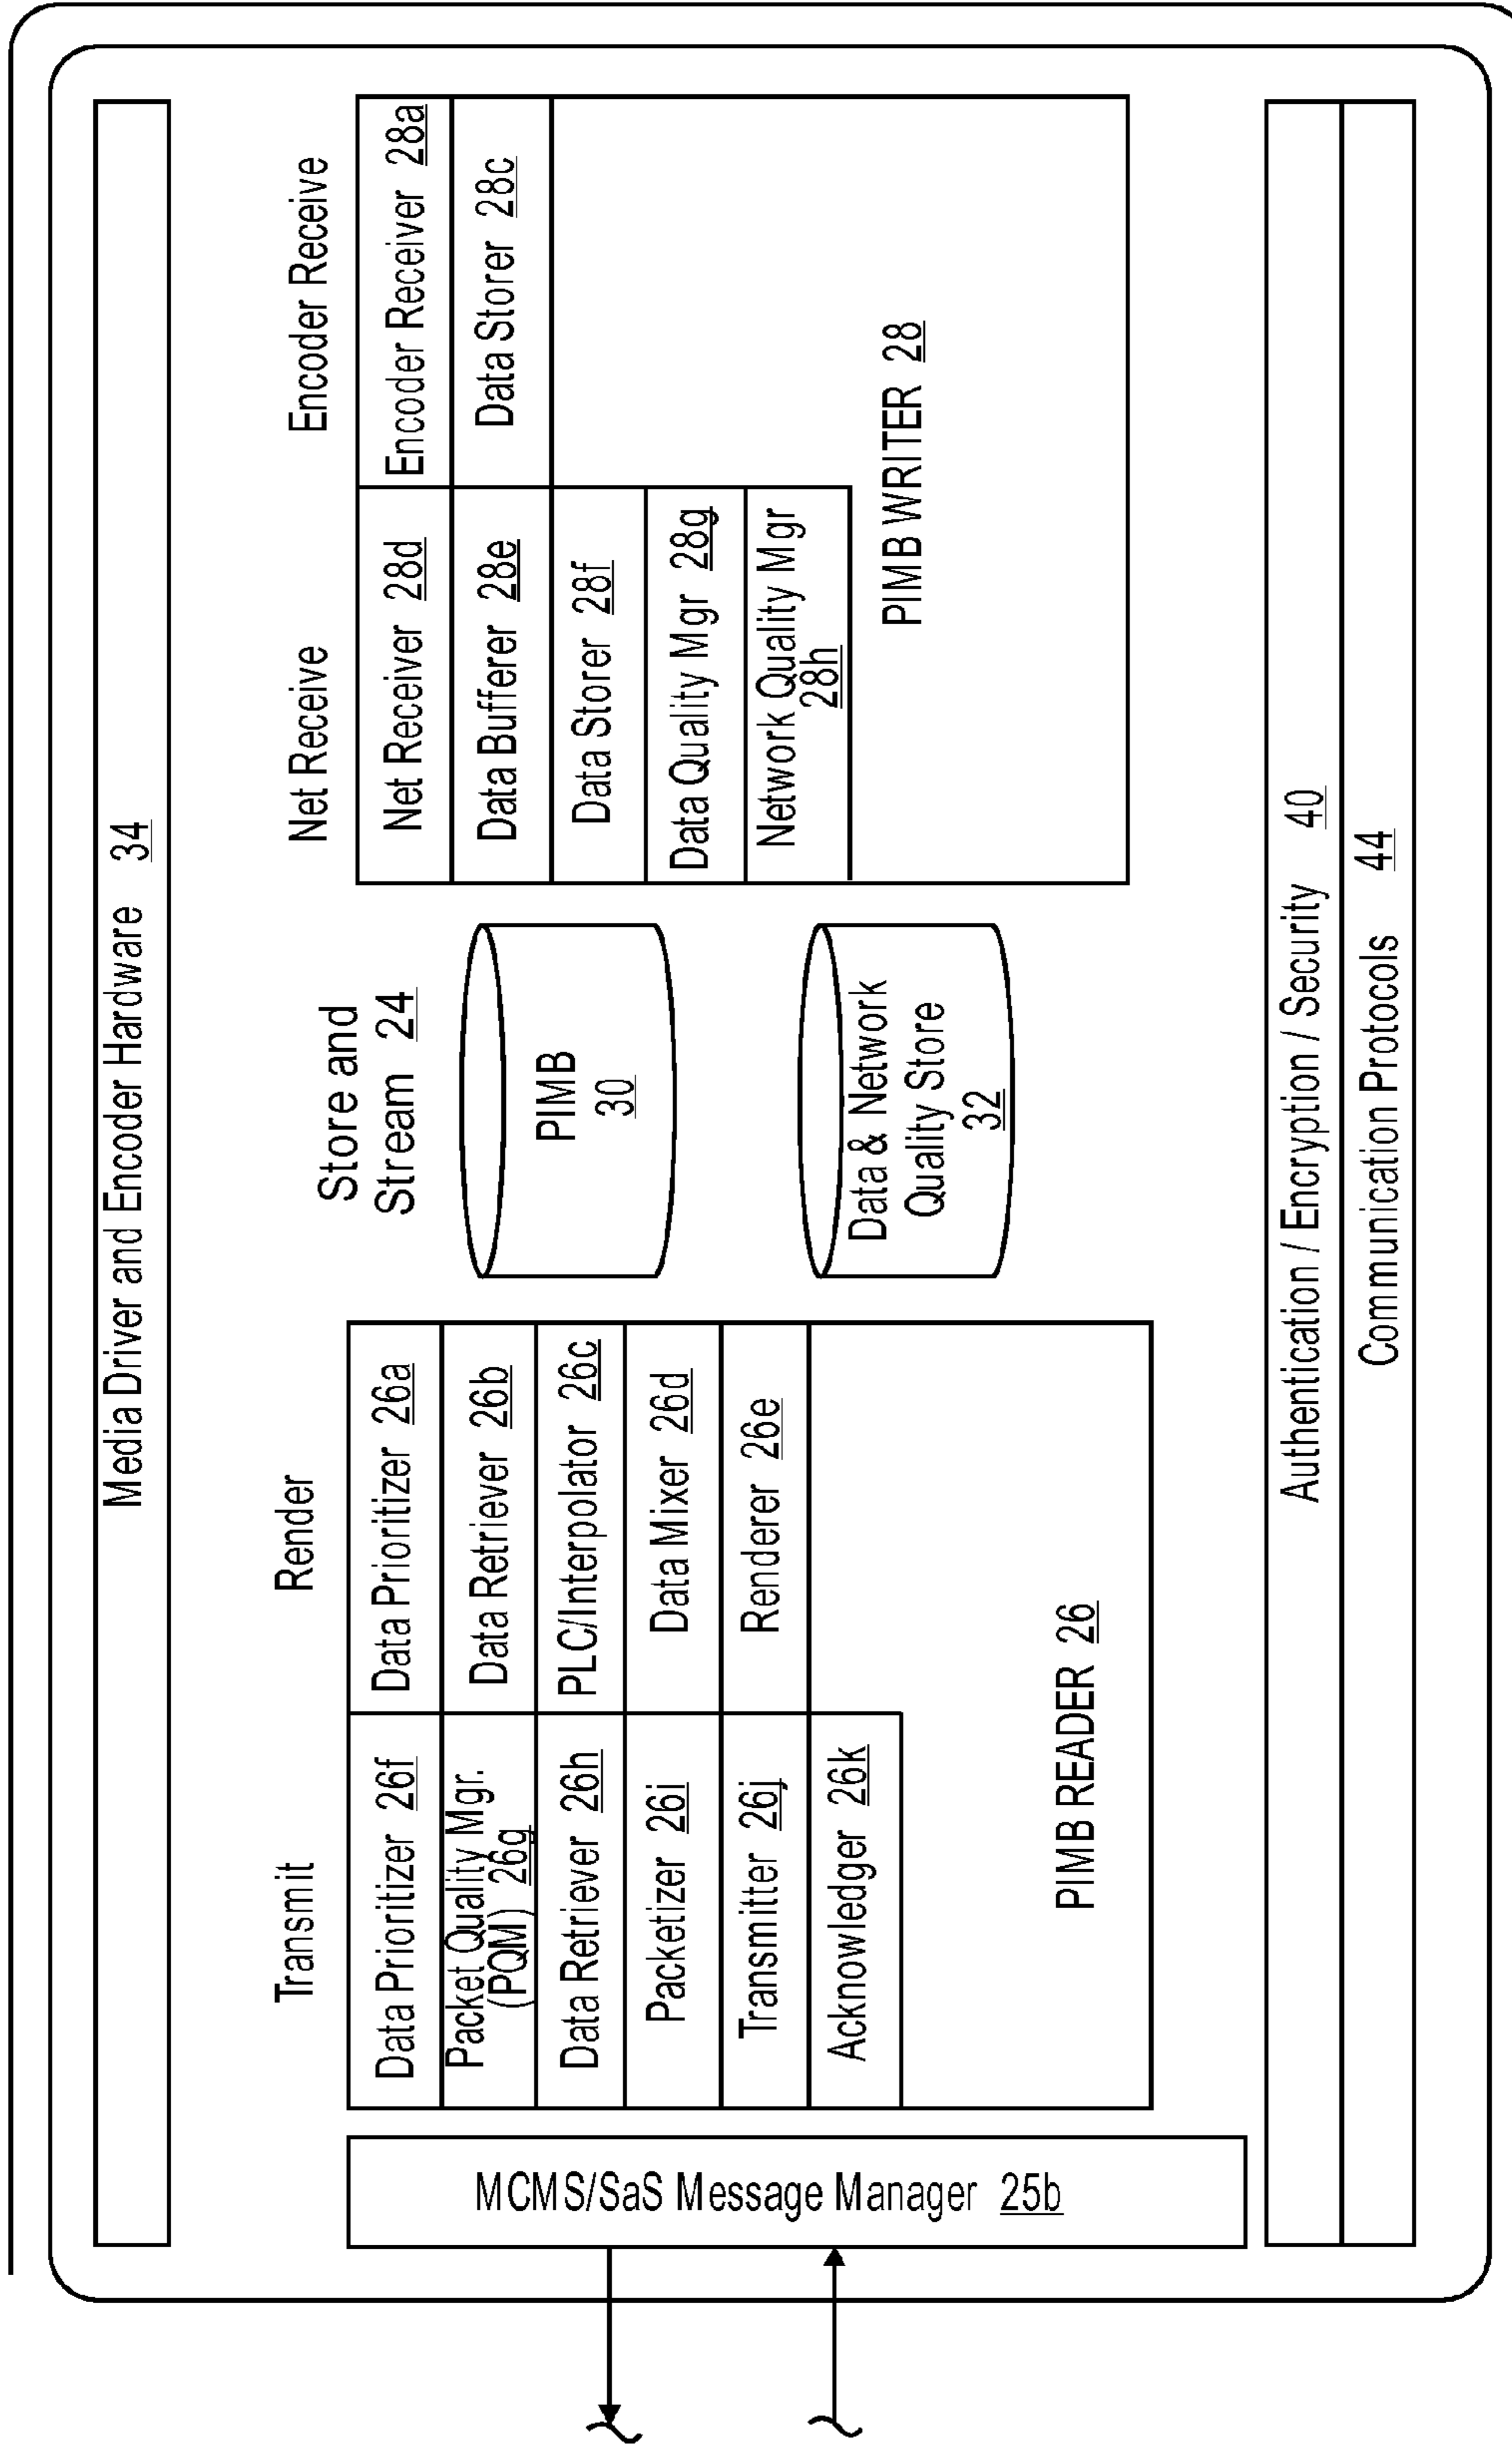 Media Driver and Encoder Hardware 34
MCMS/SaS Message Manager 25b
Transmit
Data Prioritizer 26f
Packet Quality Mgr.
(PQM) 26g
Data Retriever 26h
Packetizer 26i
Transmitter 26j
Acknowledger 26k
Render
Data Prioritizer 26a
Data Retriever 26b
PLC/Interpolator 26c
Data Mixer 26d
Renderer 26e
PIMB READER 26
Store and
Stream 24
PIMB
30
Data & Network
Quality Store
32
Net Receive
Net Receiver 28d
Data Bufferer 28e
Data Storer 28f
Data Quality Mgr 28g
Network Quality Mgr
28h
Encoder Receive
Encoder Receiver 28a
Data Storer 28c
PIMB WRITER 28
Authentication / Encryption / Security 40
Communication Protocols 44